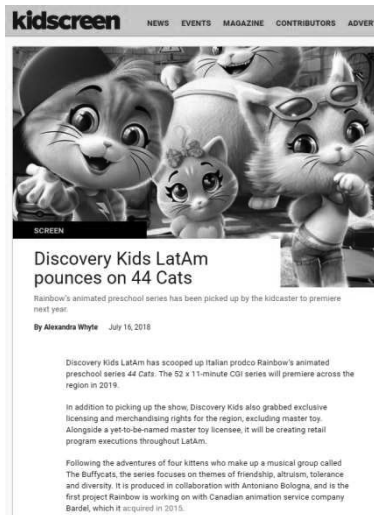 kidscreen
NEWS EVENTS MAGAZINE CONTRIBUTORS ADVER
SCREEN
Discovery Kids LatAm
pounces on 44 Cats
Rainbow's animated preschool series has been picked up by the kidcaster to premiere
next year.
By Alexandra Whyte July 16, 2018
Discovery Kids LatAm has scooped up Italian prodco Rainbow's animated
preschool series 44 Cats. The 52 x 11-minute CGI series will premiere across the
region in 2019.
In addition to picking up the show, Discovery Kids also grabbed exclusive
licensing and merchandising rights for the region, excluding master toy.
Alongside a yet-to-be-named master toy licensee, it will be creating retail
program executions throughout LatAm.
Following the adventures of four kittens who make up a musical group called
The Buffycats, the series focuses on themes of friendship, altruism, tolerance
and diversity. It is produced in collaboration with Antoniano Bologna, and is the
first project Rainbow is working on with Canadian animation service company
Bardel, which it acquired in 2015.